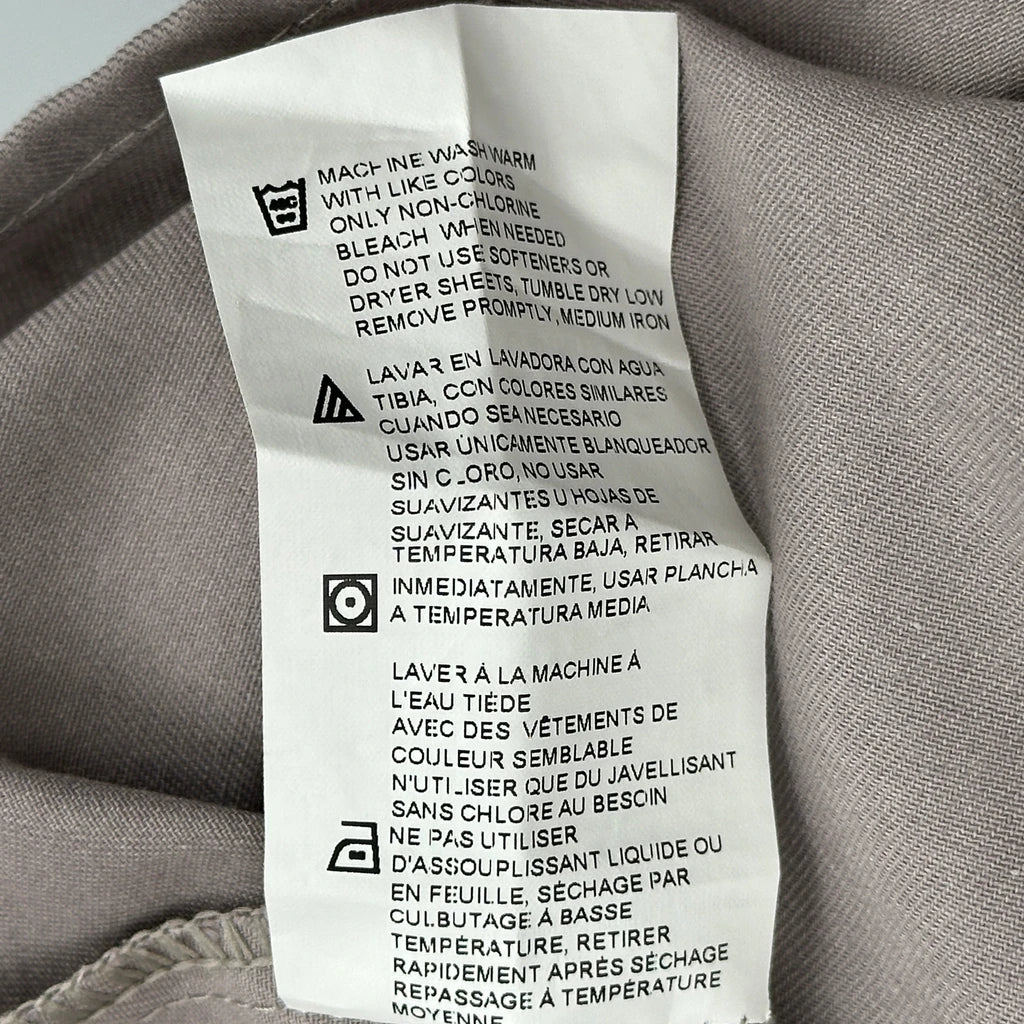 MACHINE WASH WARM
WITH LIKE COLORS
ONLY NON-CHLORINE
BLEACH WHEN NEEDED
DO NOT USE SOFTENERS OR
DRYER SHEETS, TUMBLE DRY LOW
REMOVE PROMPTLY, MEDIUM IRON
LAVAR EN LAVADORA CON AGUA
TIBIA, CON COLORES SIMILARES
CUANDO SEA NECESARIO
USAR ÚNICAMENTE BLANQUEADOR
SIN CLORO, NO USAR
SUAVIZANTES U HOJAS DE
SUAVIZANTE, SECAR A
TEMPERATURA BAJA, RETIRAR
INMEDIATAMENTE, USAR PLANCHA
A TEMPERATURA MEDIA
LAVER À LA MACHINE À
L'EAU TIÈDE
AVEC DES VÊTEMENTS DE
COULEUR SEMBLABLE
N'UTILISER QUE DU JAVELLISANT
SANS CHLORE AU BESOIN
NE PAS UTILISER
D'ASSOUPLISSANT LIQUIDE OU
EN FEUILLE, SÉCHAGE PAR
CULBUTAGE À BASSE
TEMPÉRATURE, RETIRER
RAPIDEMENT APRÈS SÉCHAGE
REPASSAGE À TEMPÉRATURE
MOYENNE